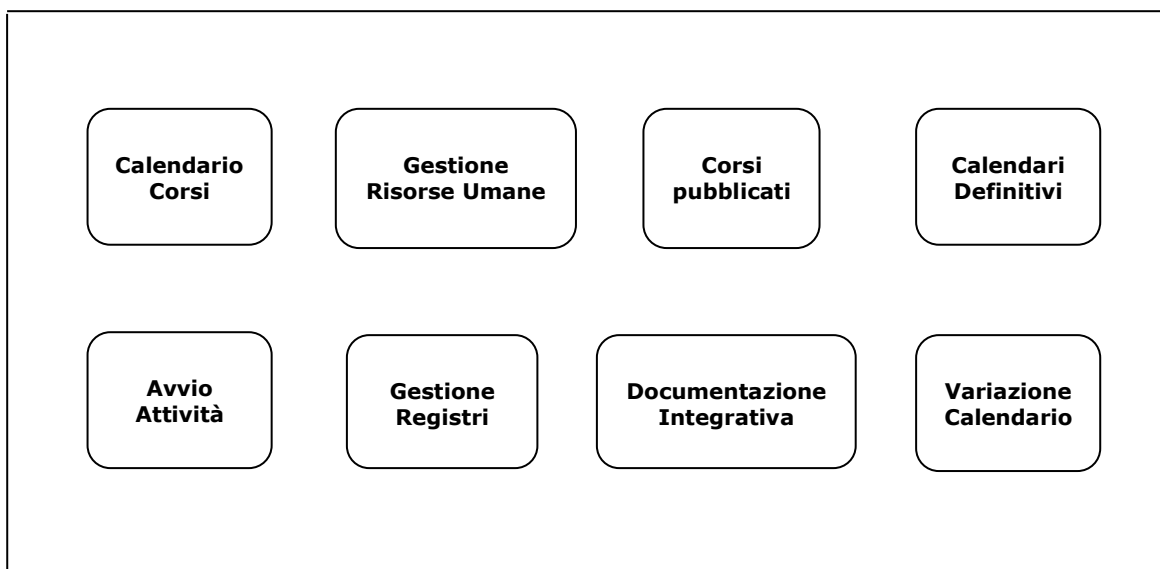 Calendario
Corsi
Gestione
Risorse Umane
Corsi
pubblicati
Calendari
Definitivi
Avvio
Attività
Gestione
Registri
Documentazione
Integrativa
Variazione
Calendario